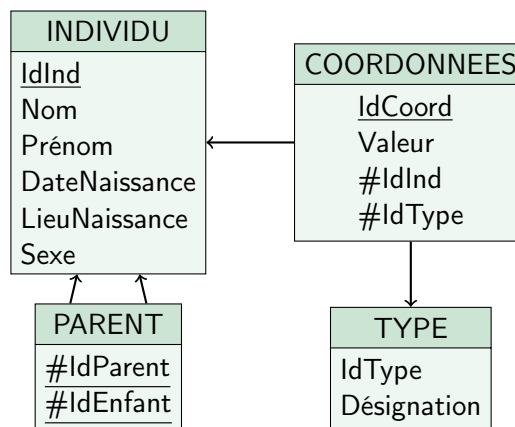 INDIVIDU
IdInd
Nom
Prénom
DateNaissance
LieuNaissance
Sexe
COORDONNEES
IdCoord
Valeur
#IdInd
#IdType
PARENT
#IdParent
#IdEnfant
TYPE
IdType
Désignation